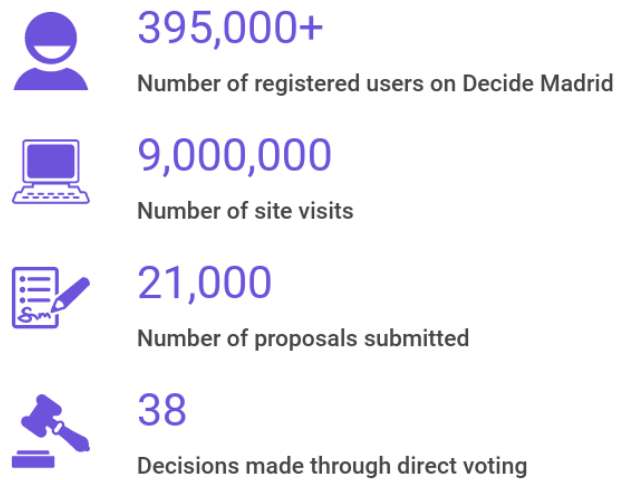 395,000+
Number of registered users on Decide Madrid
9,000,000
Number of site visits
21,000
Number of proposals submitted
38
Decisions made through direct voting